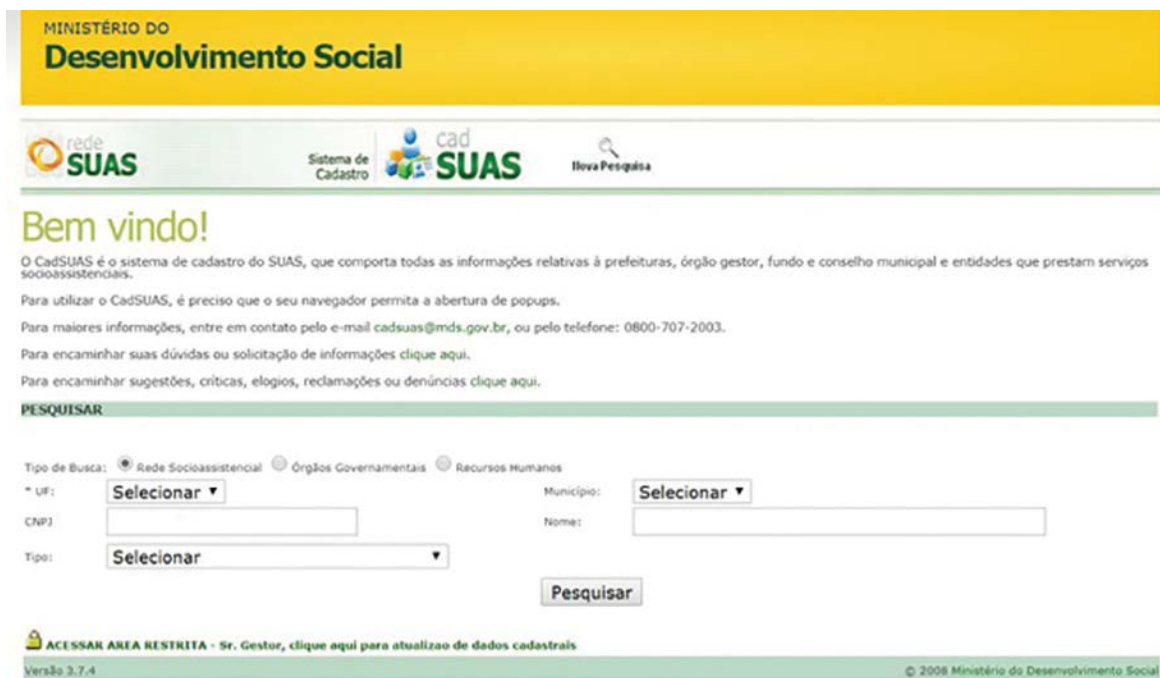 MINISTÉRIO DO
Desenvolvimento Social
rede
SUAS
Sistema de
Cadastro
cad
SUAS
Nova Pesquisa
Bem vindo!
O CadSUAS é o sistema de cadastro do SUAS, que comporta todas as informações relativas à prefeituras, órgão gestor, fundo e conselho municipal e entidades que prestam serviços
socioassistenciais.
Para utilizar o CadSUAS, é preciso que o seu navegador permita a abertura de popups.
Para maiores informações, entre em contato pelo e-mail cadsuas@mds.gov.br, ou pelo telefone: 0800-707-2003.
Para encaminhar suas dúvidas ou solicitação de informações clique aqui.
Para encaminhar sugestões, críticas, elogios, reclamações ou denúncias clique aqui.
PESQUISAR
Tipo de Busca: Rede Socioassistencial Órgãos Governamentais Recursos Humanos
* UF: Selecionar Município: Selecionar
CNPJ Nome:
Tipo: Selecionar
Pesquisar
ACESSAR AREA RESTRITA - Sr. Gestor, clique aqui para atualizao de dados cadastrais
Versão 3.7.4 © 2008 Ministério do Desenvolvimento Social